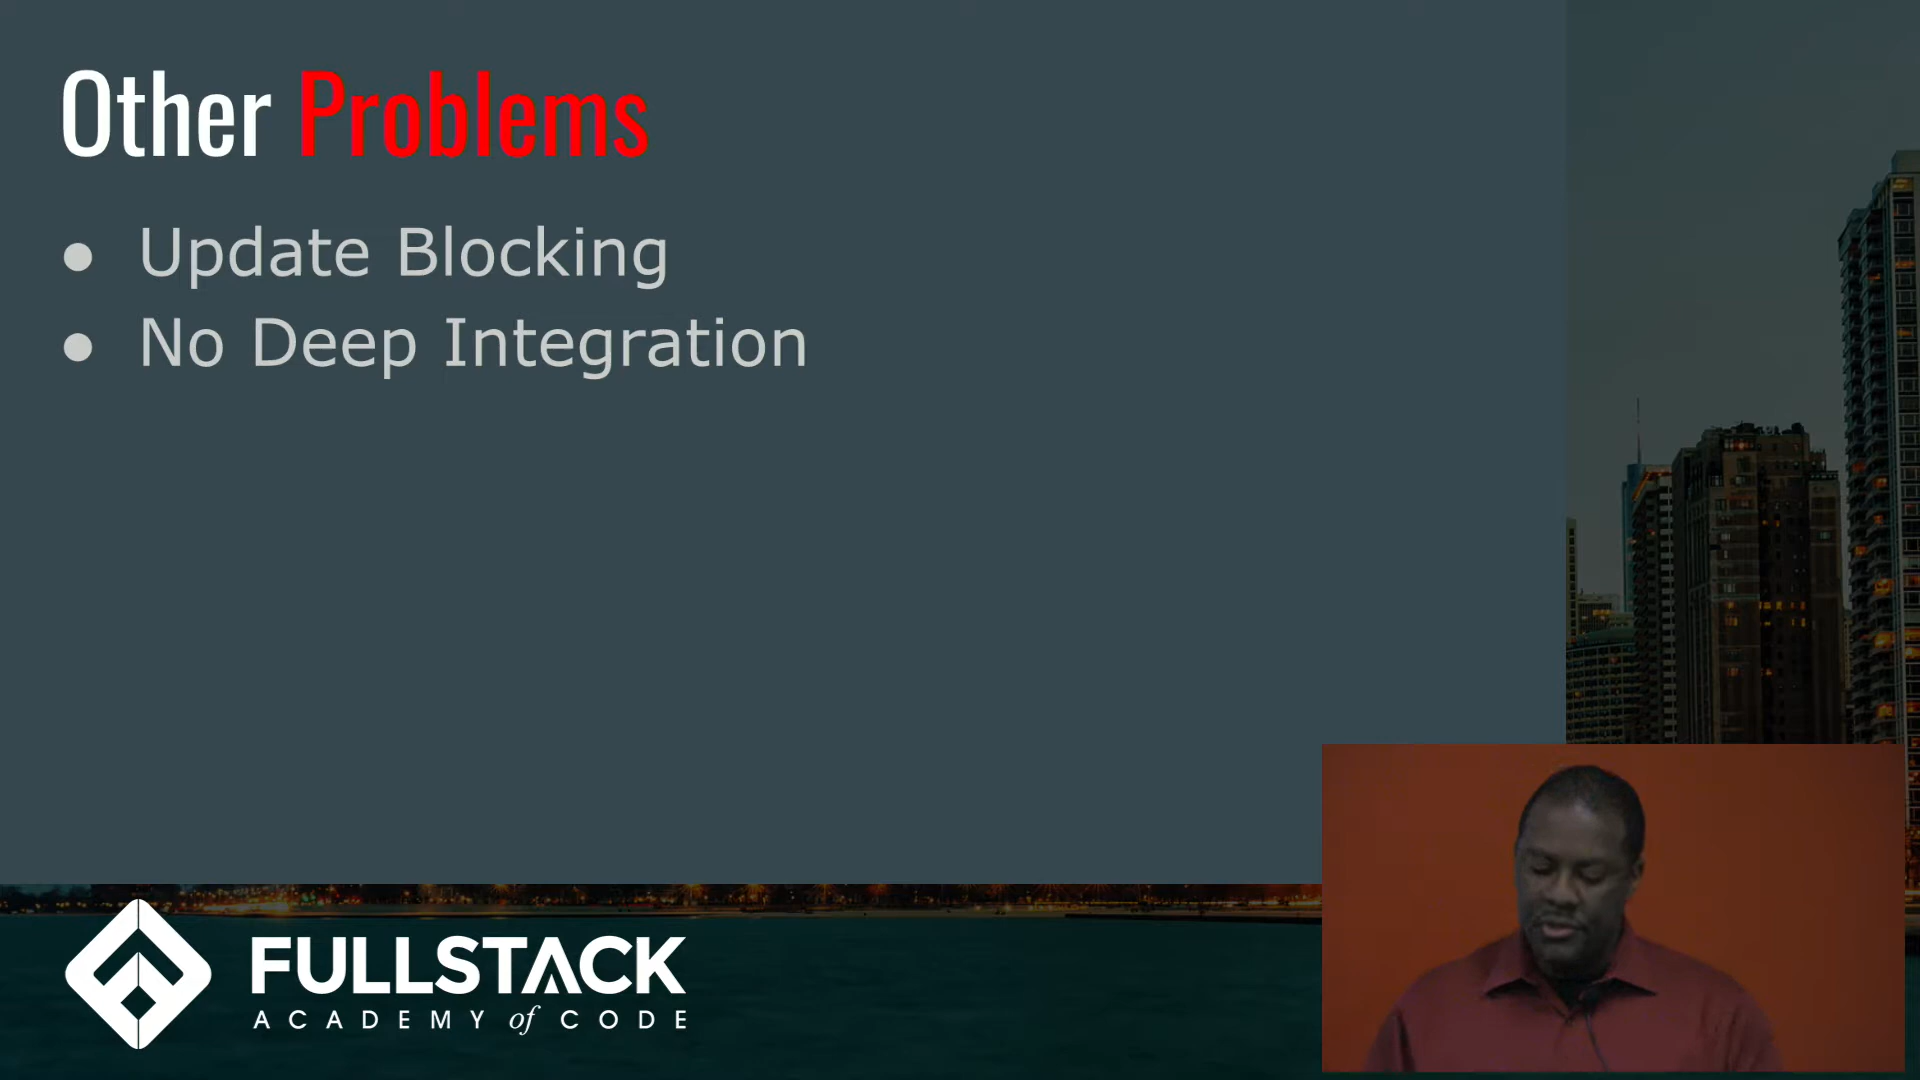 Other Problems
● Update Blocking
● No Deep Integration
FULLSTACK
ACADEMY of CODE